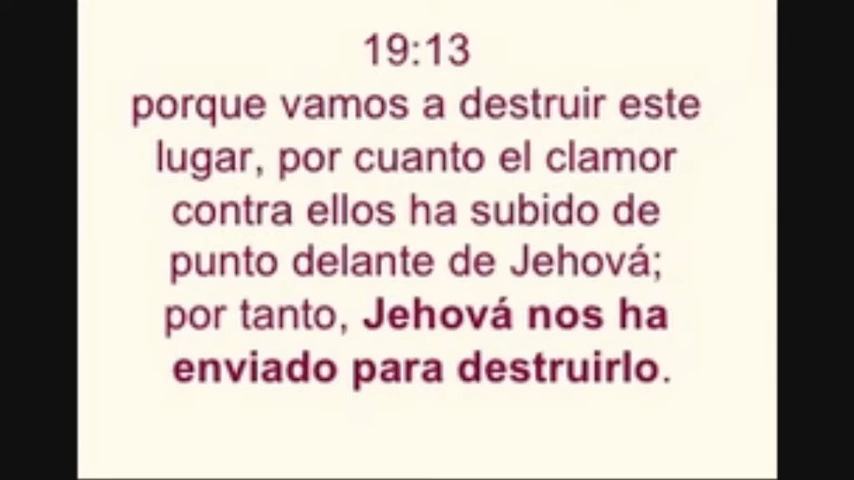 19:13
porque vamos a destruir este
lugar, por cuanto el clamor
contra ellos ha subido de
punto delante de Jehová;
por tanto, Jehová nos ha
enviado para destruirlo.